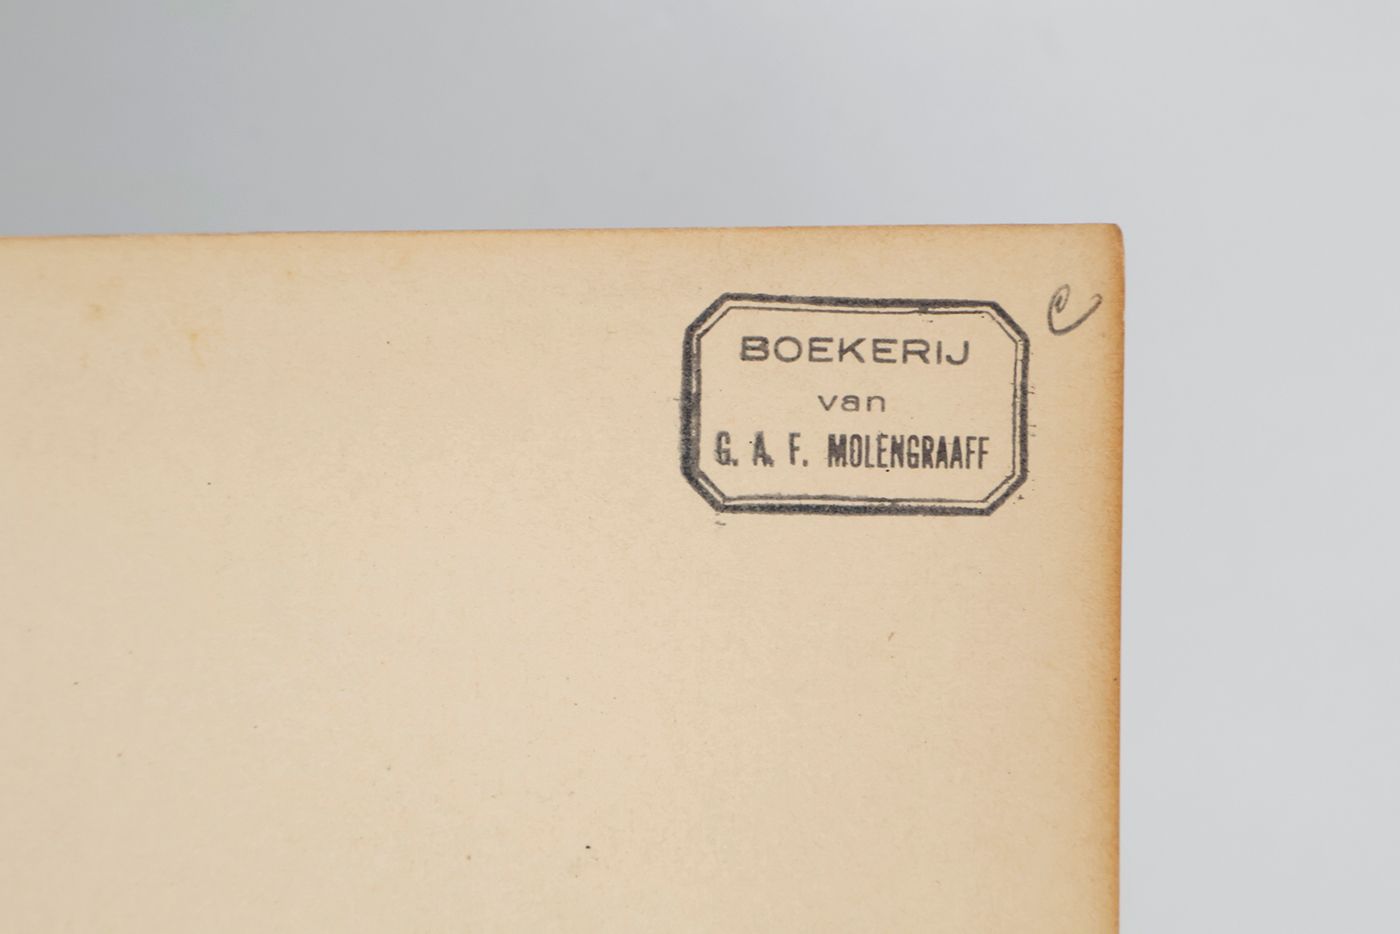 BOEKERIJ
van
G. A. F. MOLENGRAAFF